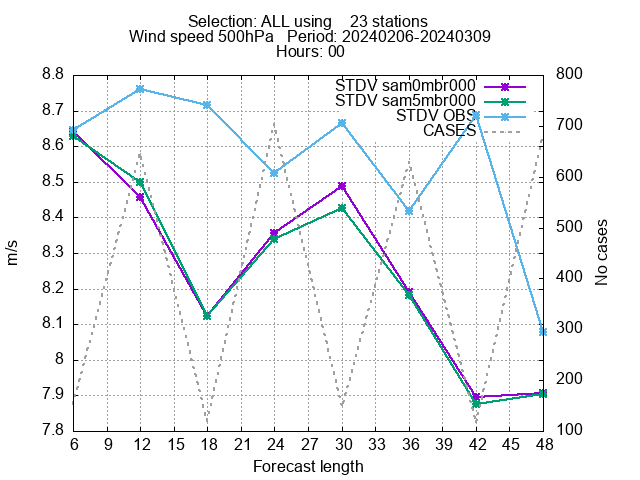 Selection: ALL using    23 stations
Wind speed 500hPa   Period: 20240206-20240309
Hours: 00
STDV sam0mbr000
STDV sam5mbr000
STDV OBS
CASES
8.8
8.7
8.6
8.5
8.4
8.3
8.2
8.1
8
7.9
7.8
m/s
800
700
600
500
400
300
200
100
No cases
6 12 18 24 30 36 42 48
9 15 21 27 33 39 45
Forecast length